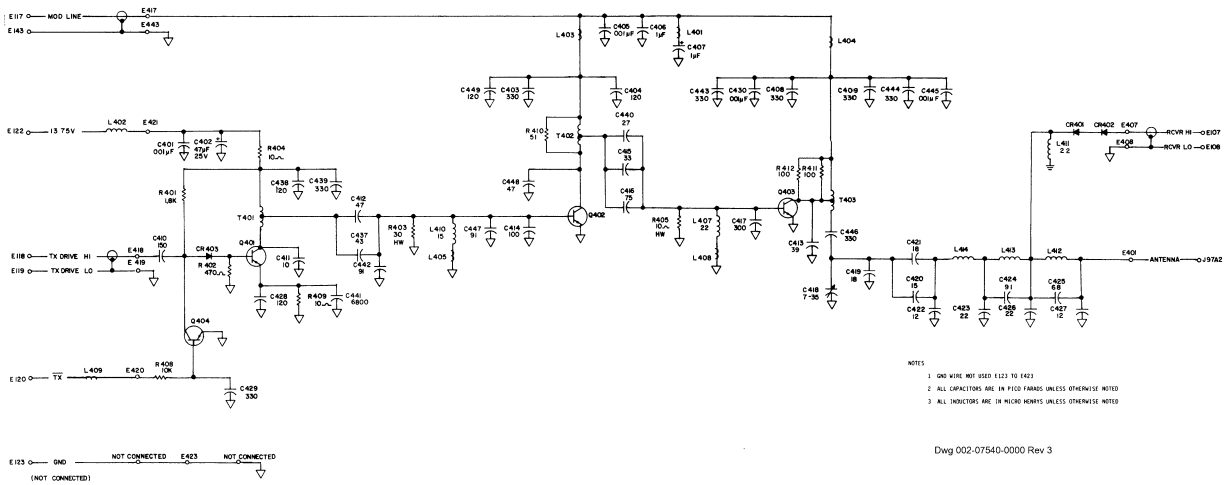 E117 MOD LINE E417
E143 E443
L403
C405 .001µF
C406 1µF
L401
C407 1µF
L404
C449 120
C403 330
C404 120
C443 330
C430 .001µF
C408 330
C409 330
C444 330
C445 .001µF
E122 13.75V L402 E421
C401 .001µF
C402 47µF 25V
R404 10Ω
R401 1.8K
C438 120
C439 330
R410 51
T402
C440 27
C415 33
C416 75
C448 47
R412 100
R411 100
CR401 CR402 E407 RCVR HI E107
E408 RCVR LO E108
L411 22
T401
C412 47
C437 43
C442 91
R403 30 HW
L410 15
L405
C447 91
C414 100
Q402
R405 10Ω HW
L407 22
L408
C417 300
Q403
C413 39
T403
C446 330
E118 TX DRIVE HI E418
E119 TX DRIVE LO E419
C410 150
CR403
R402 470Ω
Q401
C411 10
C428 120
R409 10Ω
C441 6800
C418 7-35
C419 18
C421 18
C420 15
C422 12
L414
C423 22
L413
C424 91
C426 22
L412
C425 68
C427 12
E401 ANTENNA J97A2
Q404
E120 TX L409 E420 R408 10K
C429 330
NOTES
1 GND WIRE NOT USED E123 TO E423
2 ALL CAPACITORS ARE IN PICO FARADS UNLESS OTHERWISE NOTED
3 ALL INDUCTORS ARE IN MICRO HENRYS UNLESS OTHERWISE NOTED
Dwg 002-07540-0000 Rev 3
E123 GND NOT CONNECTED E423 NOT CONNECTED
(NOT CONNECTED)